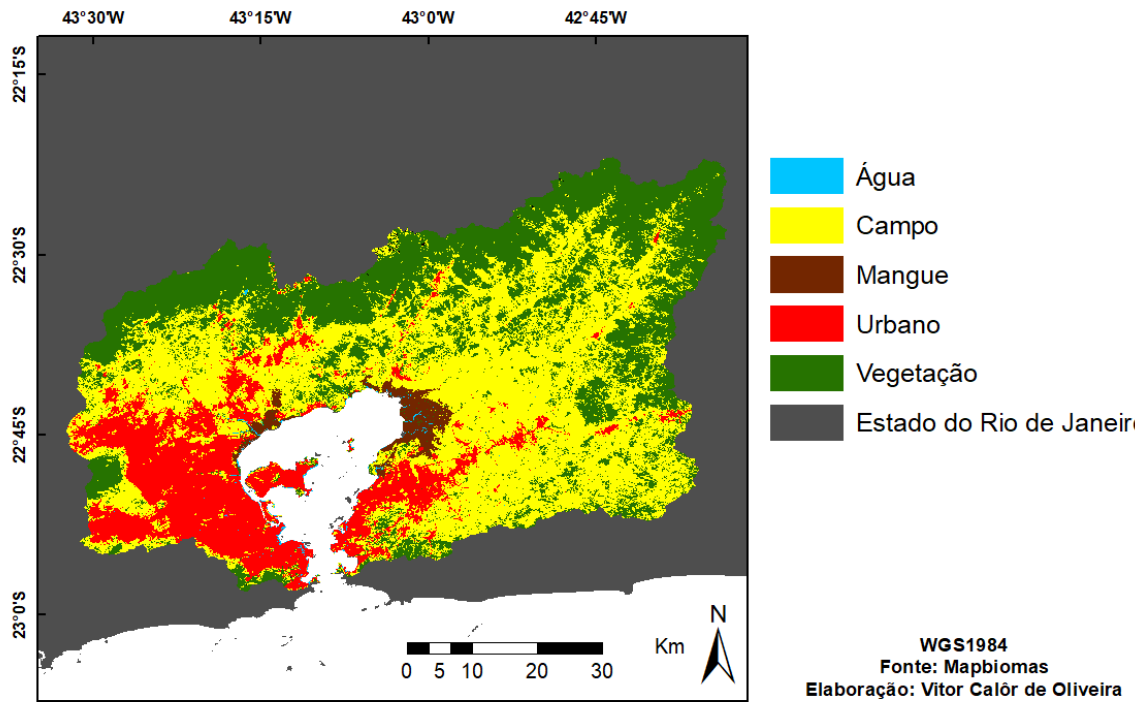 43°30'W 43°15'W 43°0'W 42°45'W
22°15'S
22°30'S
22°45'S
23°0'S
Água
Campo
Mangue
Urbano
Vegetação
Estado do Rio de Janeir
N
Km
0 5 10 20 30
WGS1984
Fonte: Mapbiomas
Elaboração: Vitor Calôr de Oliveira